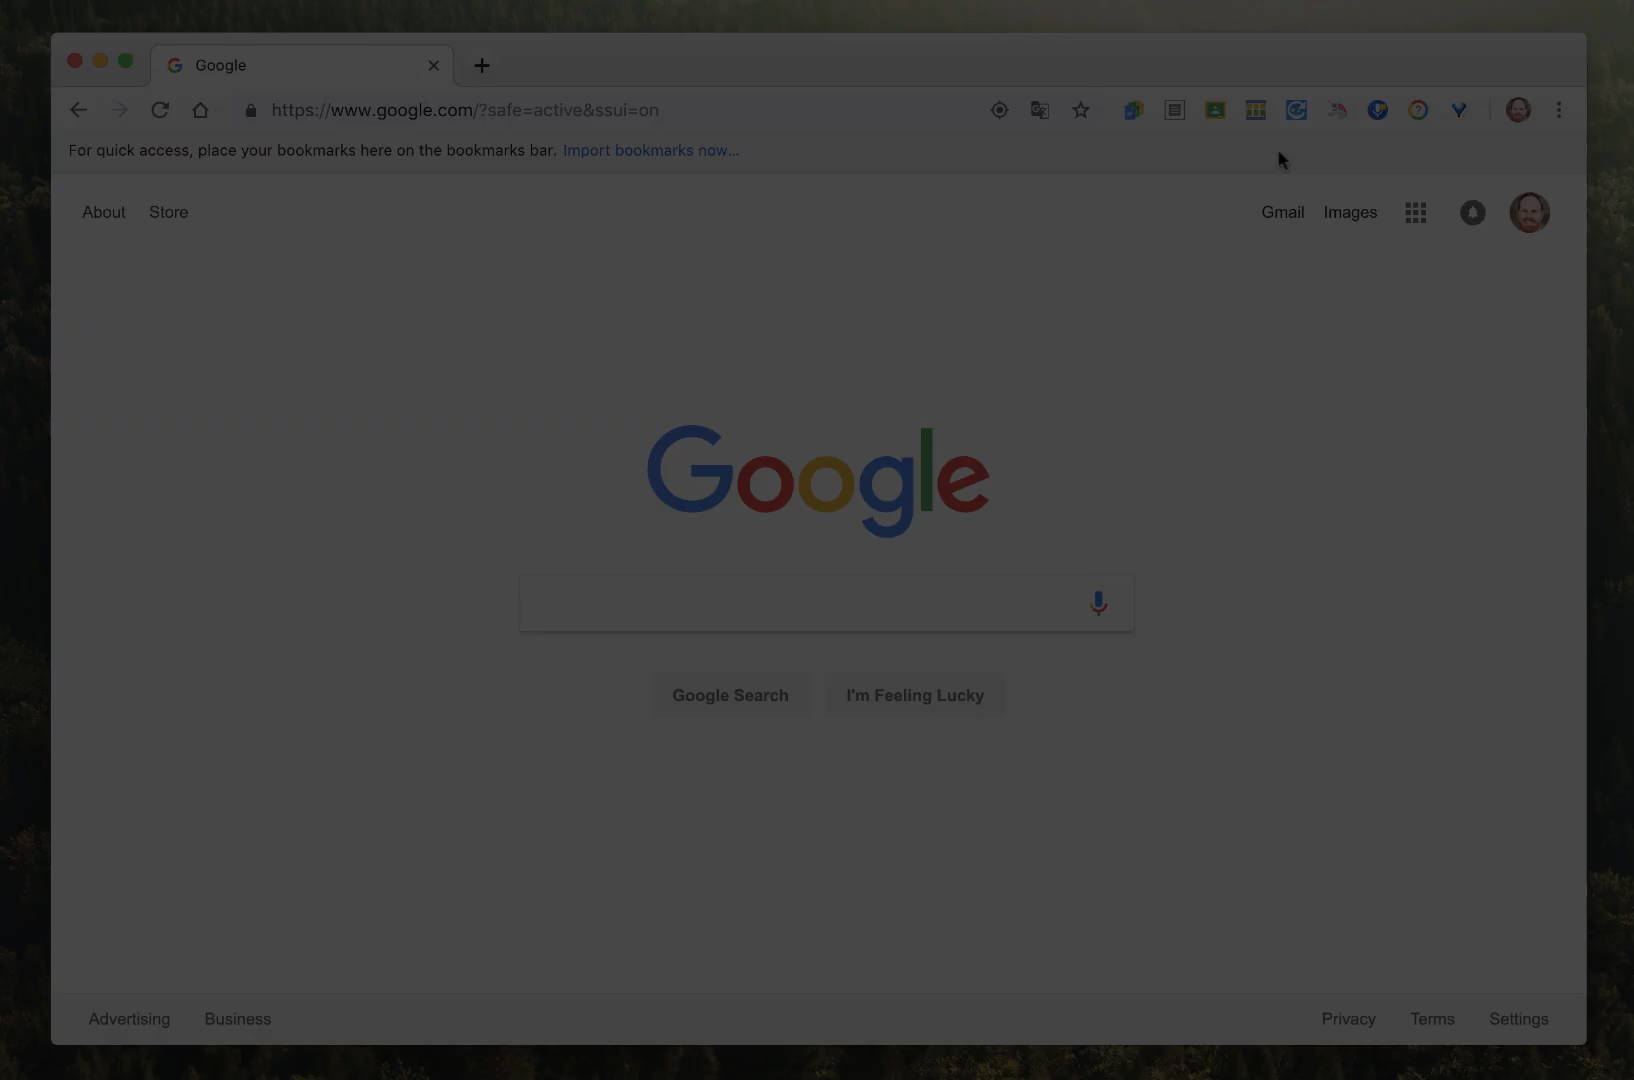 Google
https://www.google.com/?safe=active&ssui=on
For quick access, place your bookmarks here on the bookmarks bar. Import bookmarks now...
About Store Gmail Images
Google
Google Search I'm Feeling Lucky
Advertising Business Privacy Terms Settings